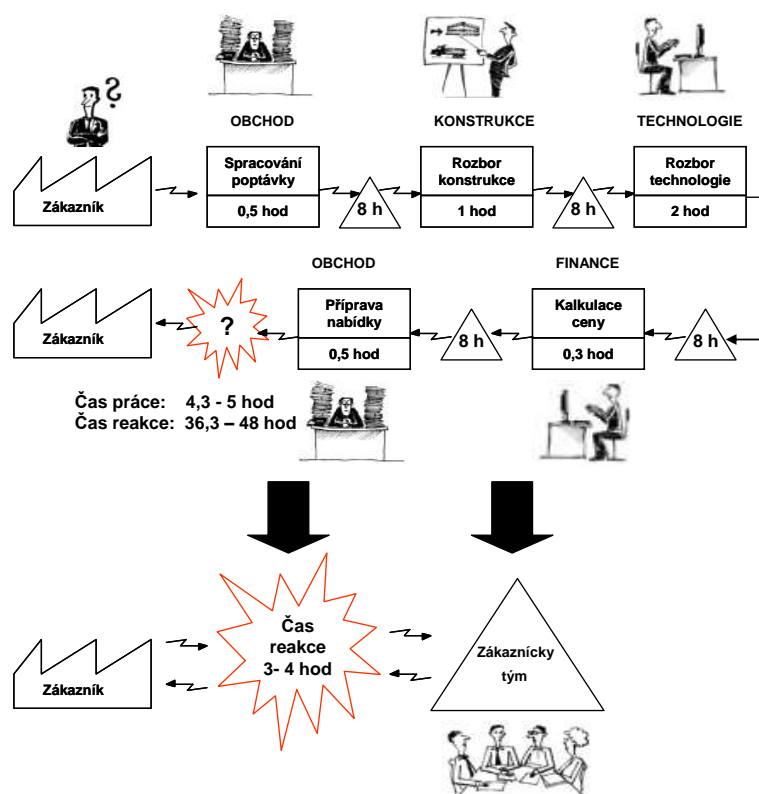 ?
OBCHOD
KONSTRUKCE
TECHNOLOGIE
Zákazník
Spracování
poptávky
0,5 hod
8 h
Rozbor
konstrukce
1 hod
8 h
Rozbor
technologie
2 hod
OBCHOD
FINANCE
Zákazník
?
Příprava
nabídky
0,5 hod
8 h
Kalkulace
ceny
0,3 hod
8 h
Čas práce: 4,3 - 5 hod
Čas reakce: 36,3 – 48 hod
Zákazník
Čas
reakce
3- 4 hod
Zákaznícky
tým